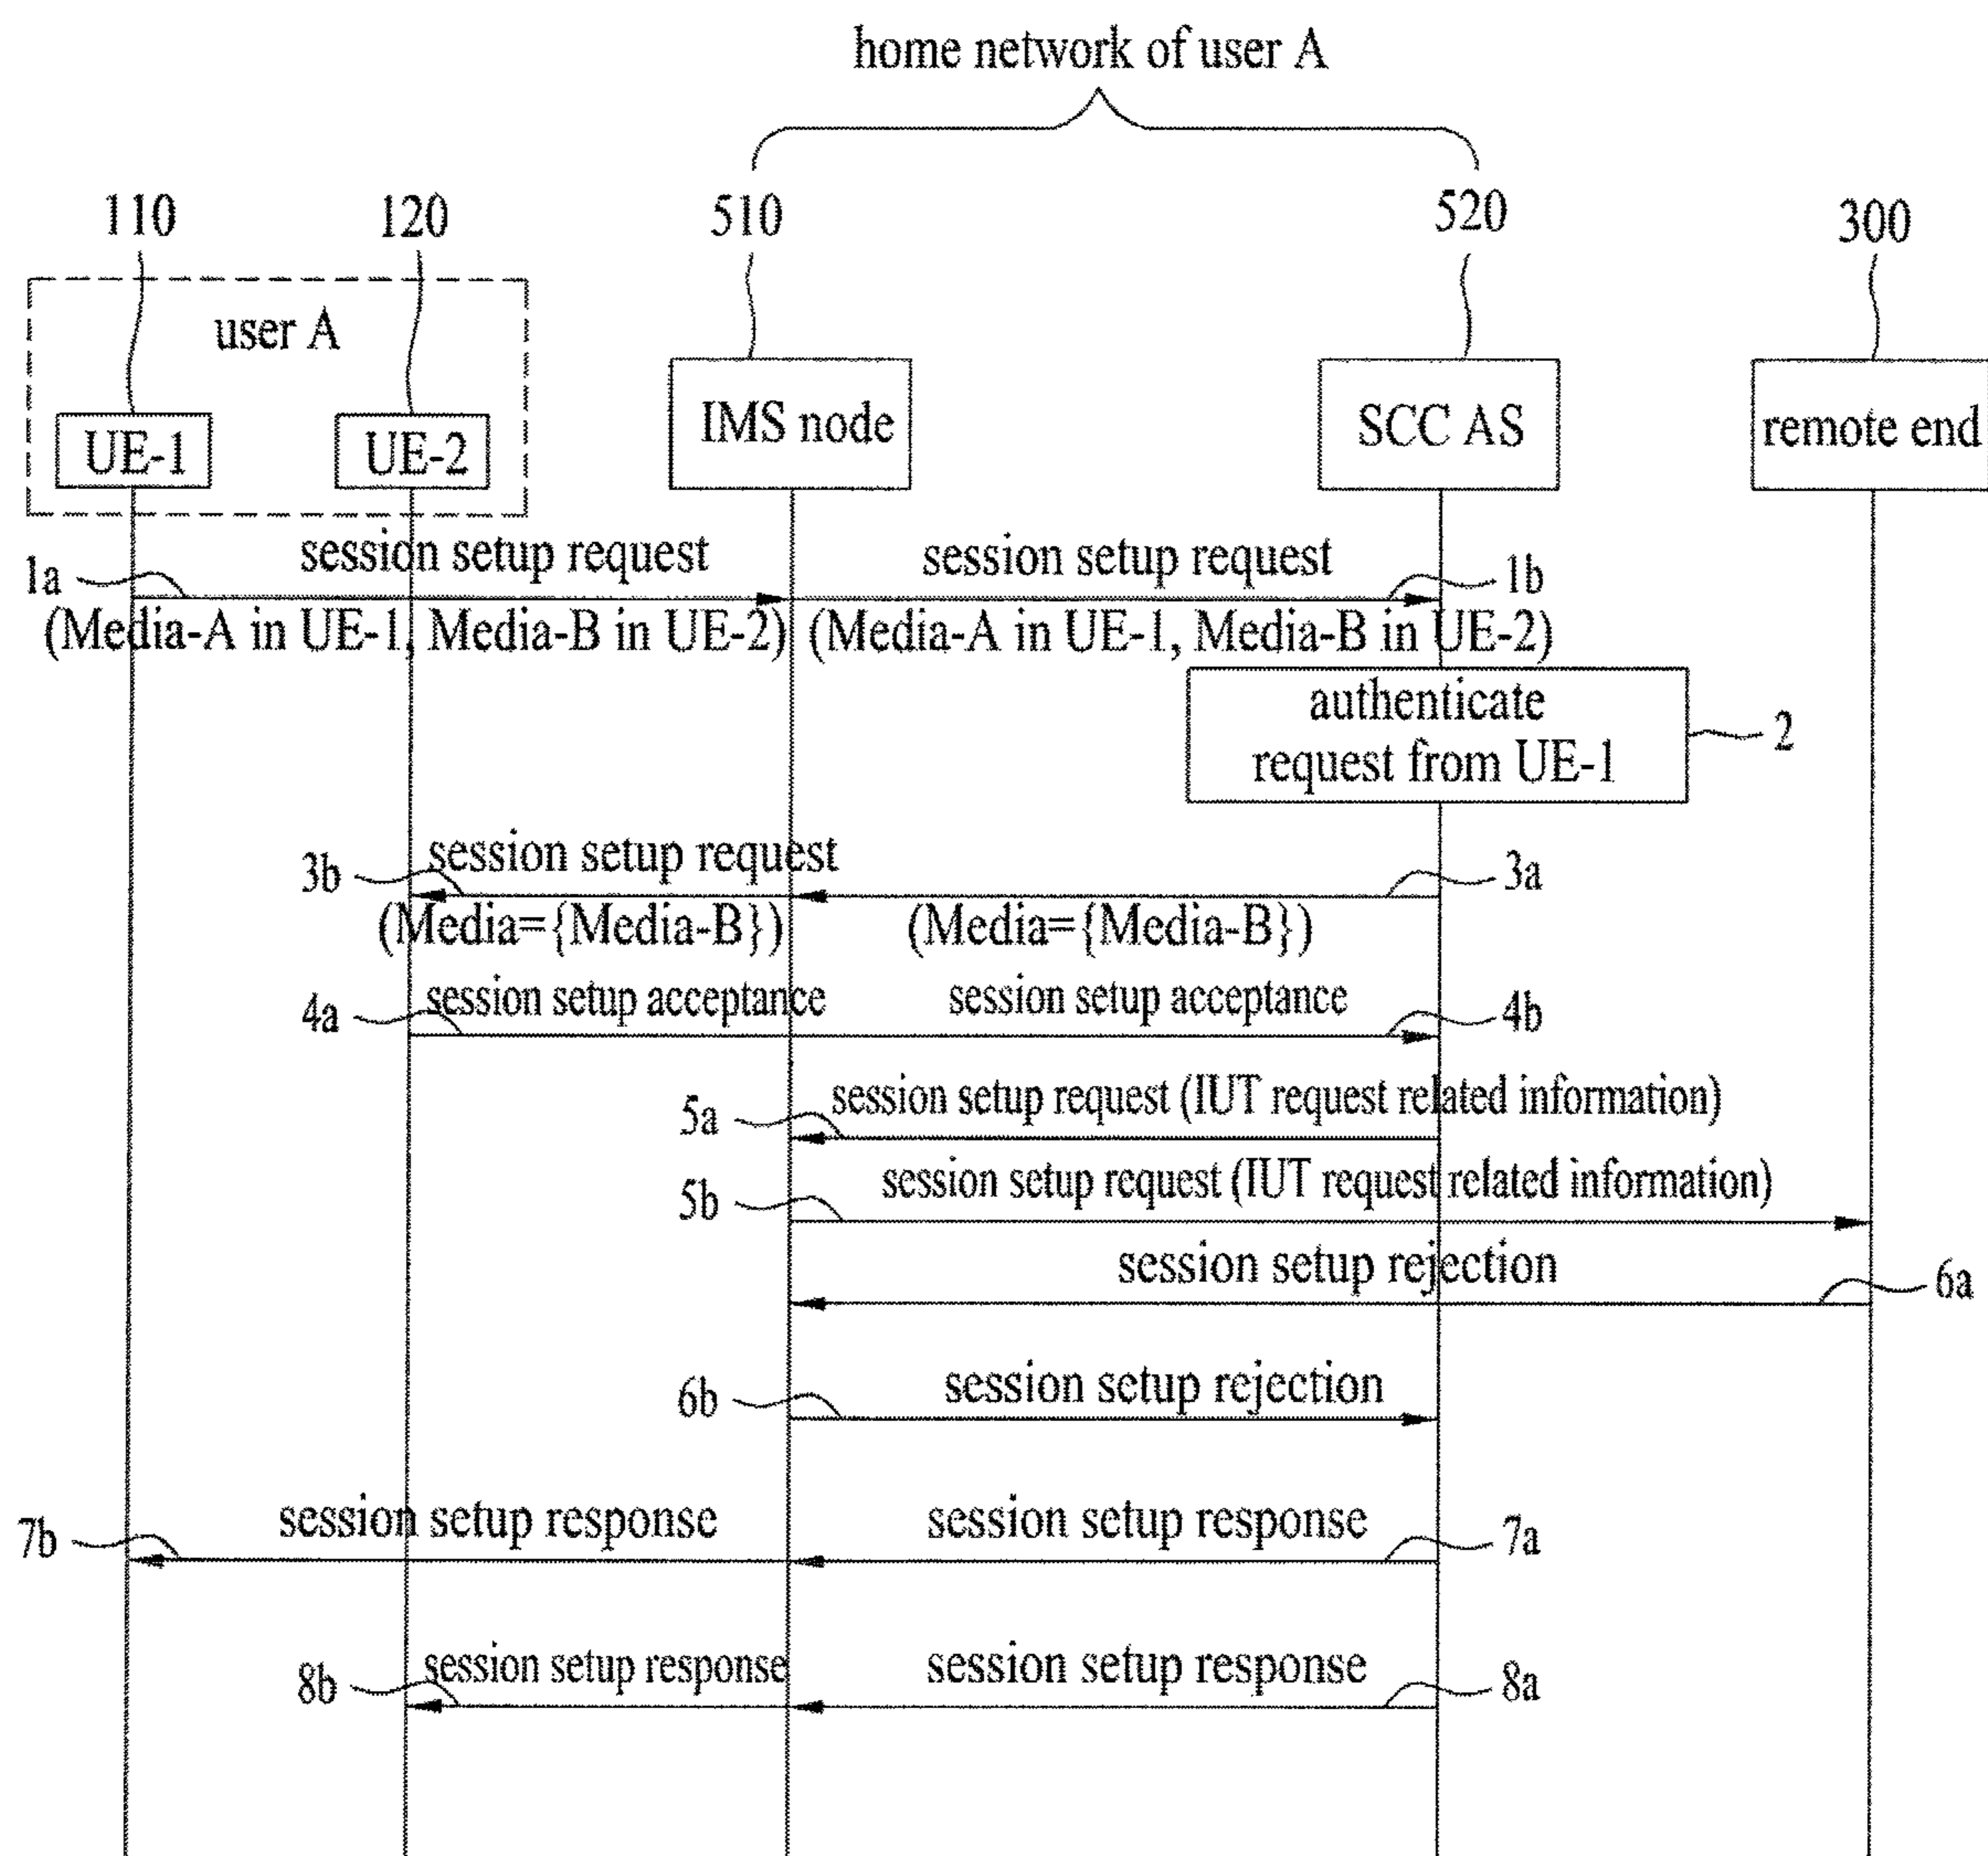 home network of user A
110
120
510
520
300
user A
UE-1
UE-2
IMS node
SCC AS
remote end
session setup request
session setup request
1a
1b
(Media-A in UE-1, Media-B in UE-2)
(Media-A in UE-1, Media-B in UE-2)
authenticate
request from UE-1
2
session setup request
3b
3a
(Media={Media-B})
(Media={Media-B})
session setup acceptance
session setup acceptance
4a
4b
session setup request (IUT request related information)
5a
session setup request (IUT request related information)
5b
session setup rejection
6a
session setup rejection
6b
session setup response
session setup response
7b
7a
session setup response
session setup response
8b
8a